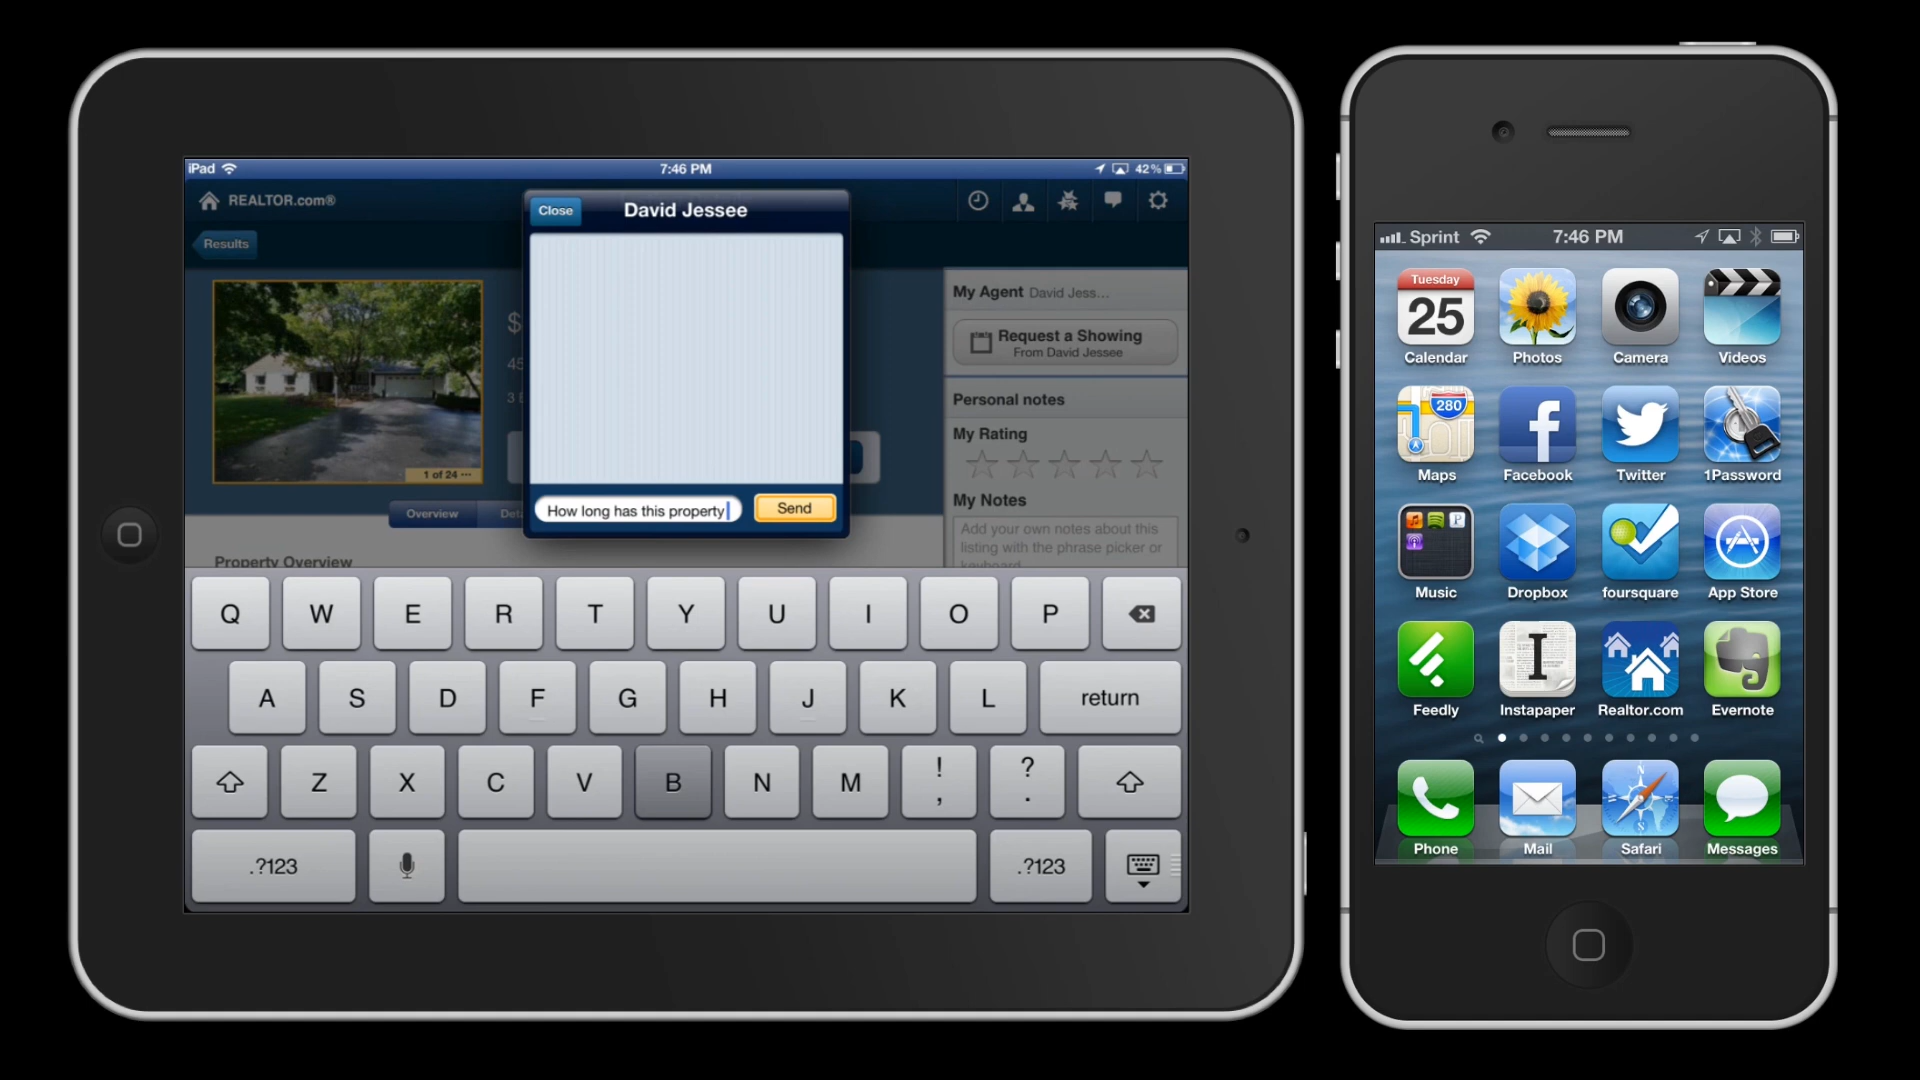 iPad 7:46 PM 42%
REALTOR.com®
Results
Close David Jessee
$
45
3 B
1 of 24 •••
How long has this property Send
Overview Deta
Property Overview
My Agent David Jess...
Request a Showing
From David Jessee
Personal notes
My Rating
My Notes
Add your own notes about this
listing with the phrase picker or
keyboard
Q W E R T Y U I O P
A S D F G H J K L return
Z X C V B N M ! , ? .
.?123 .?123
Sprint 7:46 PM
Tuesday
25
Calendar Photos Camera Videos
280
Maps Facebook Twitter 1Password
Music Dropbox foursquare App Store
Feedly Instapaper Realtor.com Evernote
Phone Mail Safari Messages